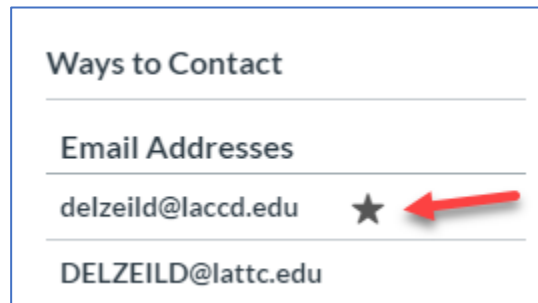 Ways to Contact
Email Addresses
delzeild@laccd.edu
DELZEILD@lattc.edu